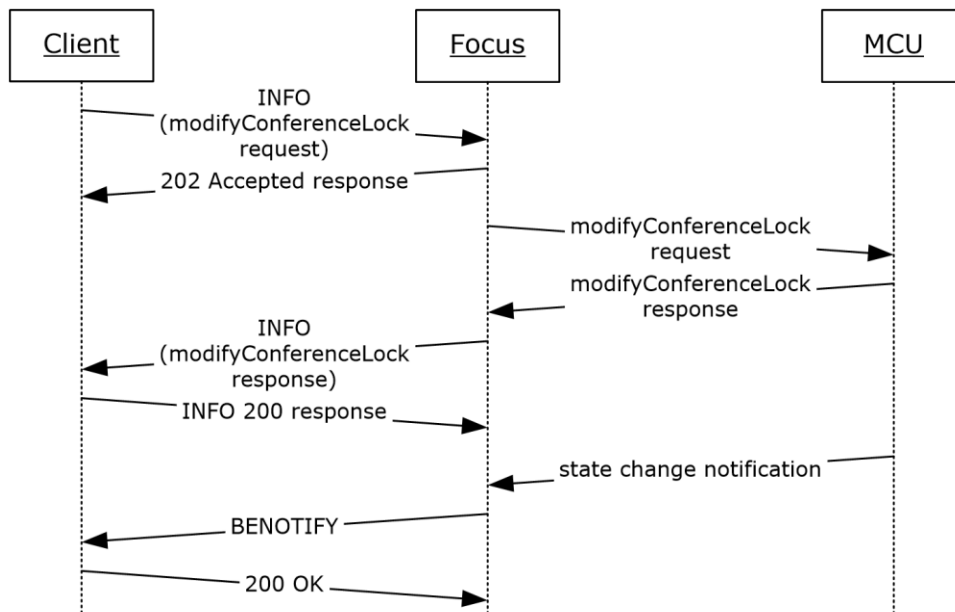 Client
Focus
MCU
INFO
(modifyConferenceLock
request)
202 Accepted response
modifyConferenceLock
request
modifyConferenceLock
response
INFO
(modifyConferenceLock
response)
INFO 200 response
state change notification
BENOTIFY
200 OK